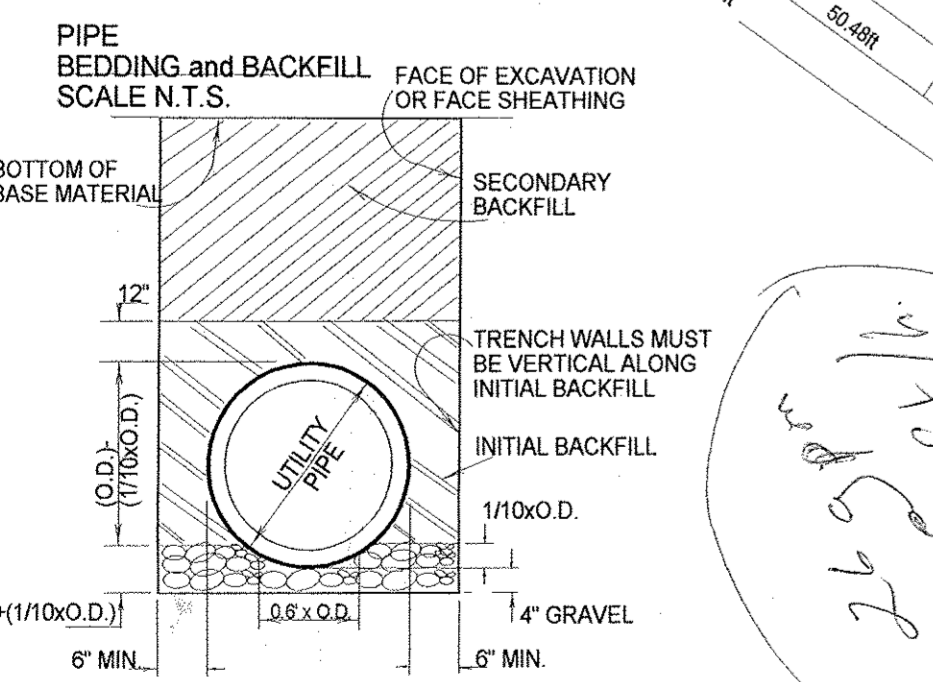 PIPE
BEDDING and BACKFILL
SCALE N.T.S.
FACE OF EXCAVATION
OR FACE SHEATHING
50.48ft
BOTTOM OF
BASE MATERIAL
SECONDARY
BACKFILL
12"
TRENCH WALLS MUST
BE VERTICAL ALONG
INITIAL BACKFILL
(O.D.)-
(1/10xO.D.)
UTILITY
PIPE
INITIAL BACKFILL
1/10xO.D.
+(1/10xO.D.)
0.6' x O.D.
4" GRAVEL
6" MIN.
6" MIN.